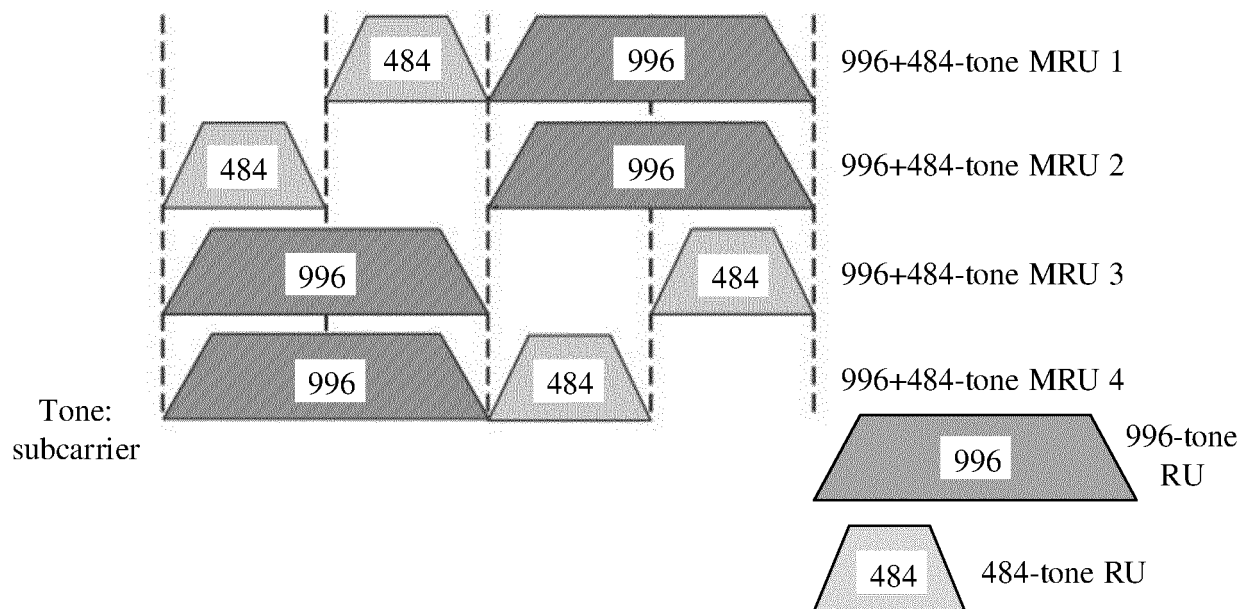 484 996 996+484-tone MRU 1
484 996 996+484-tone MRU 2
996 484 996+484-tone MRU 3
996 484 996+484-tone MRU 4
Tone:
subcarrier
996 996-tone
RU
484 484-tone RU